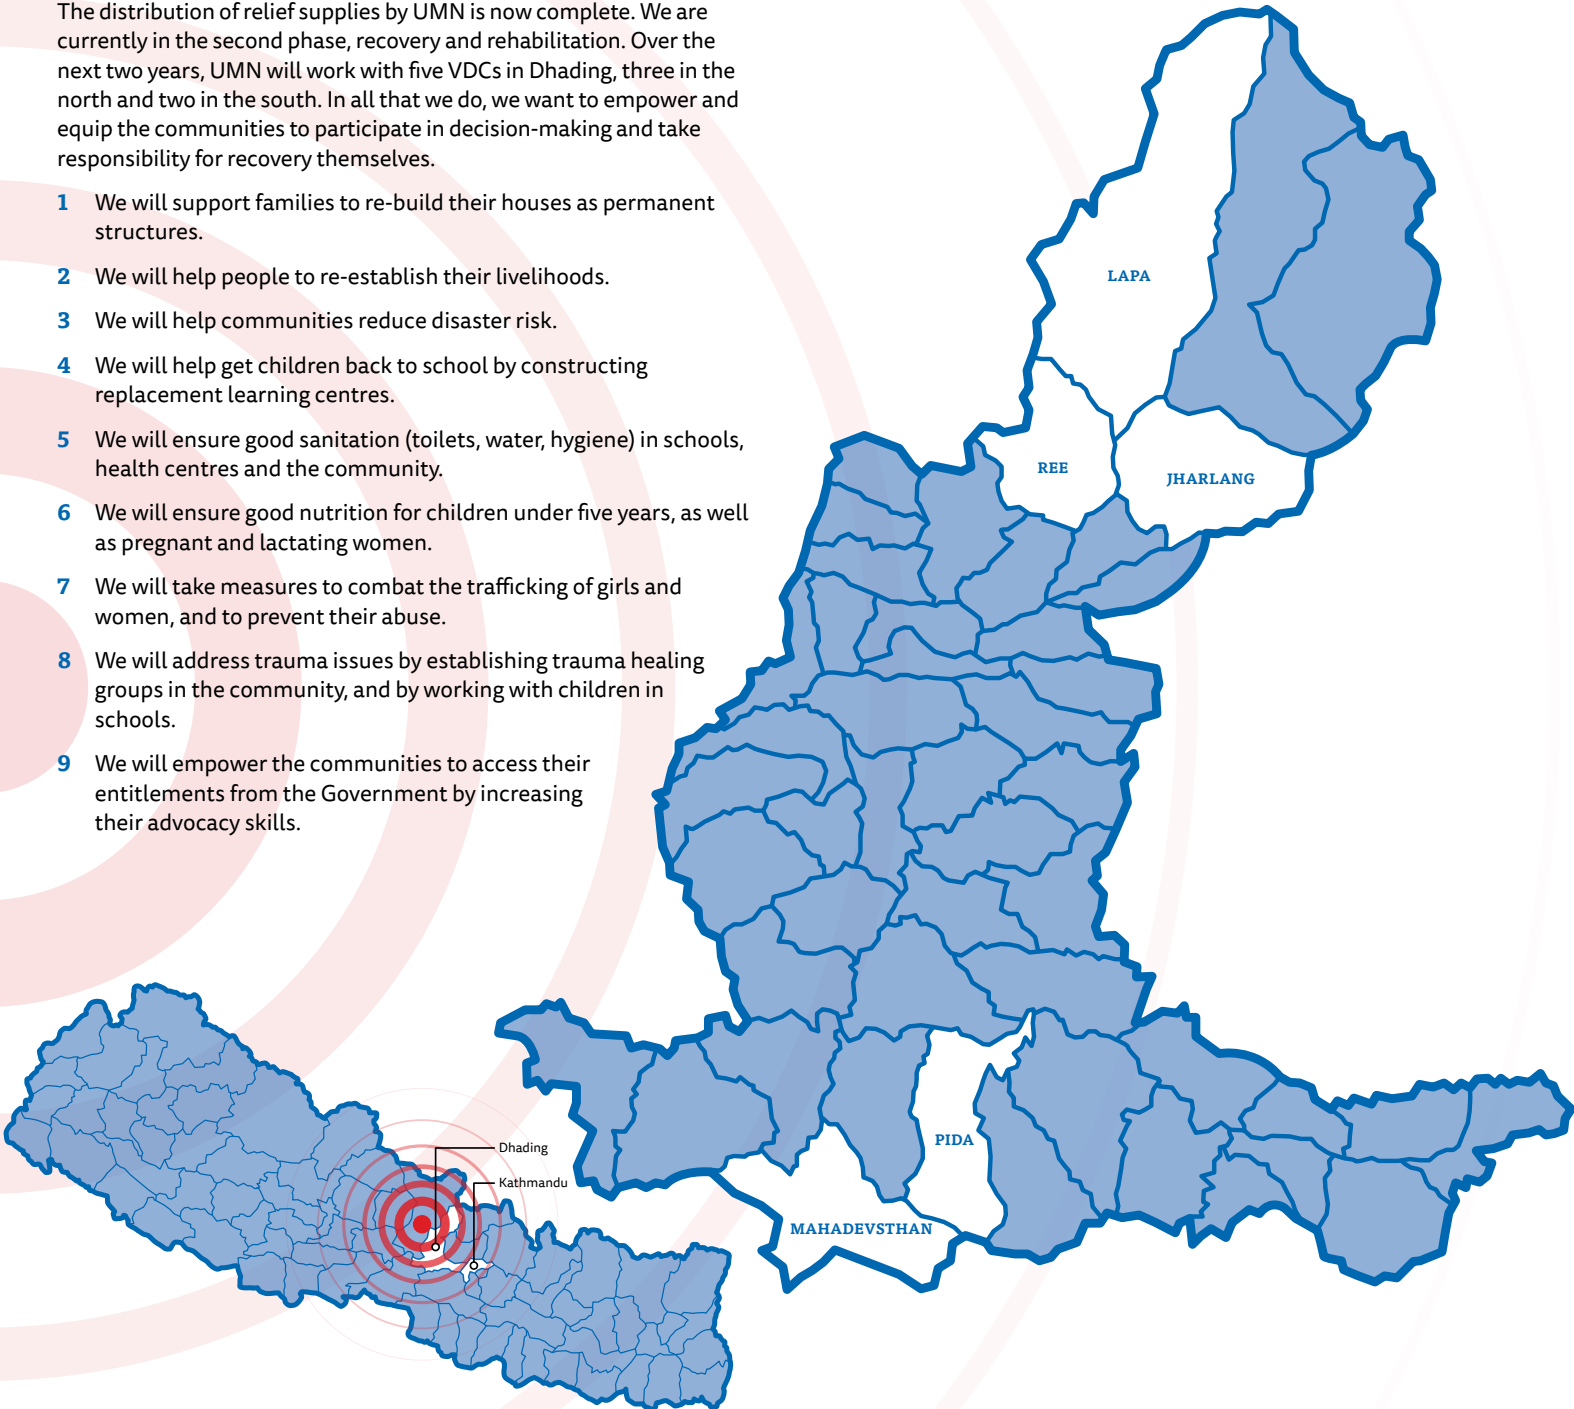 The distribution of relief supplies by UMN is now complete. We are
currently in the second phase, recovery and rehabilitation. Over the
next two years, UMN will work with five VDCs in Dhading, three in the
north and two in the south. In all that we do, we want to empower and
equip the communities to participate in decision-making and take
responsibility for recovery themselves.
1 We will support families to re-build their houses as permanent
structures.
2 We will help people to re-establish their livelihoods.
3 We will help communities reduce disaster risk.
4 We will help get children back to school by constructing
replacement learning centres.
5 We will ensure good sanitation (toilets, water, hygiene) in schools,
health centres and the community.
6 We will ensure good nutrition for children under five years, as well
as pregnant and lactating women.
7 We will take measures to combat the trafficking of girls and
women, and to prevent their abuse.
8 We will address trauma issues by establishing trauma healing
groups in the community, and by working with children in
schools.
9 We will empower the communities to access their
entitlements from the Government by increasing
their advocacy skills.
LAPA
REE
JHARLANG
PIDA
MAHADEVSTHAN
Dhading
Kathmandu